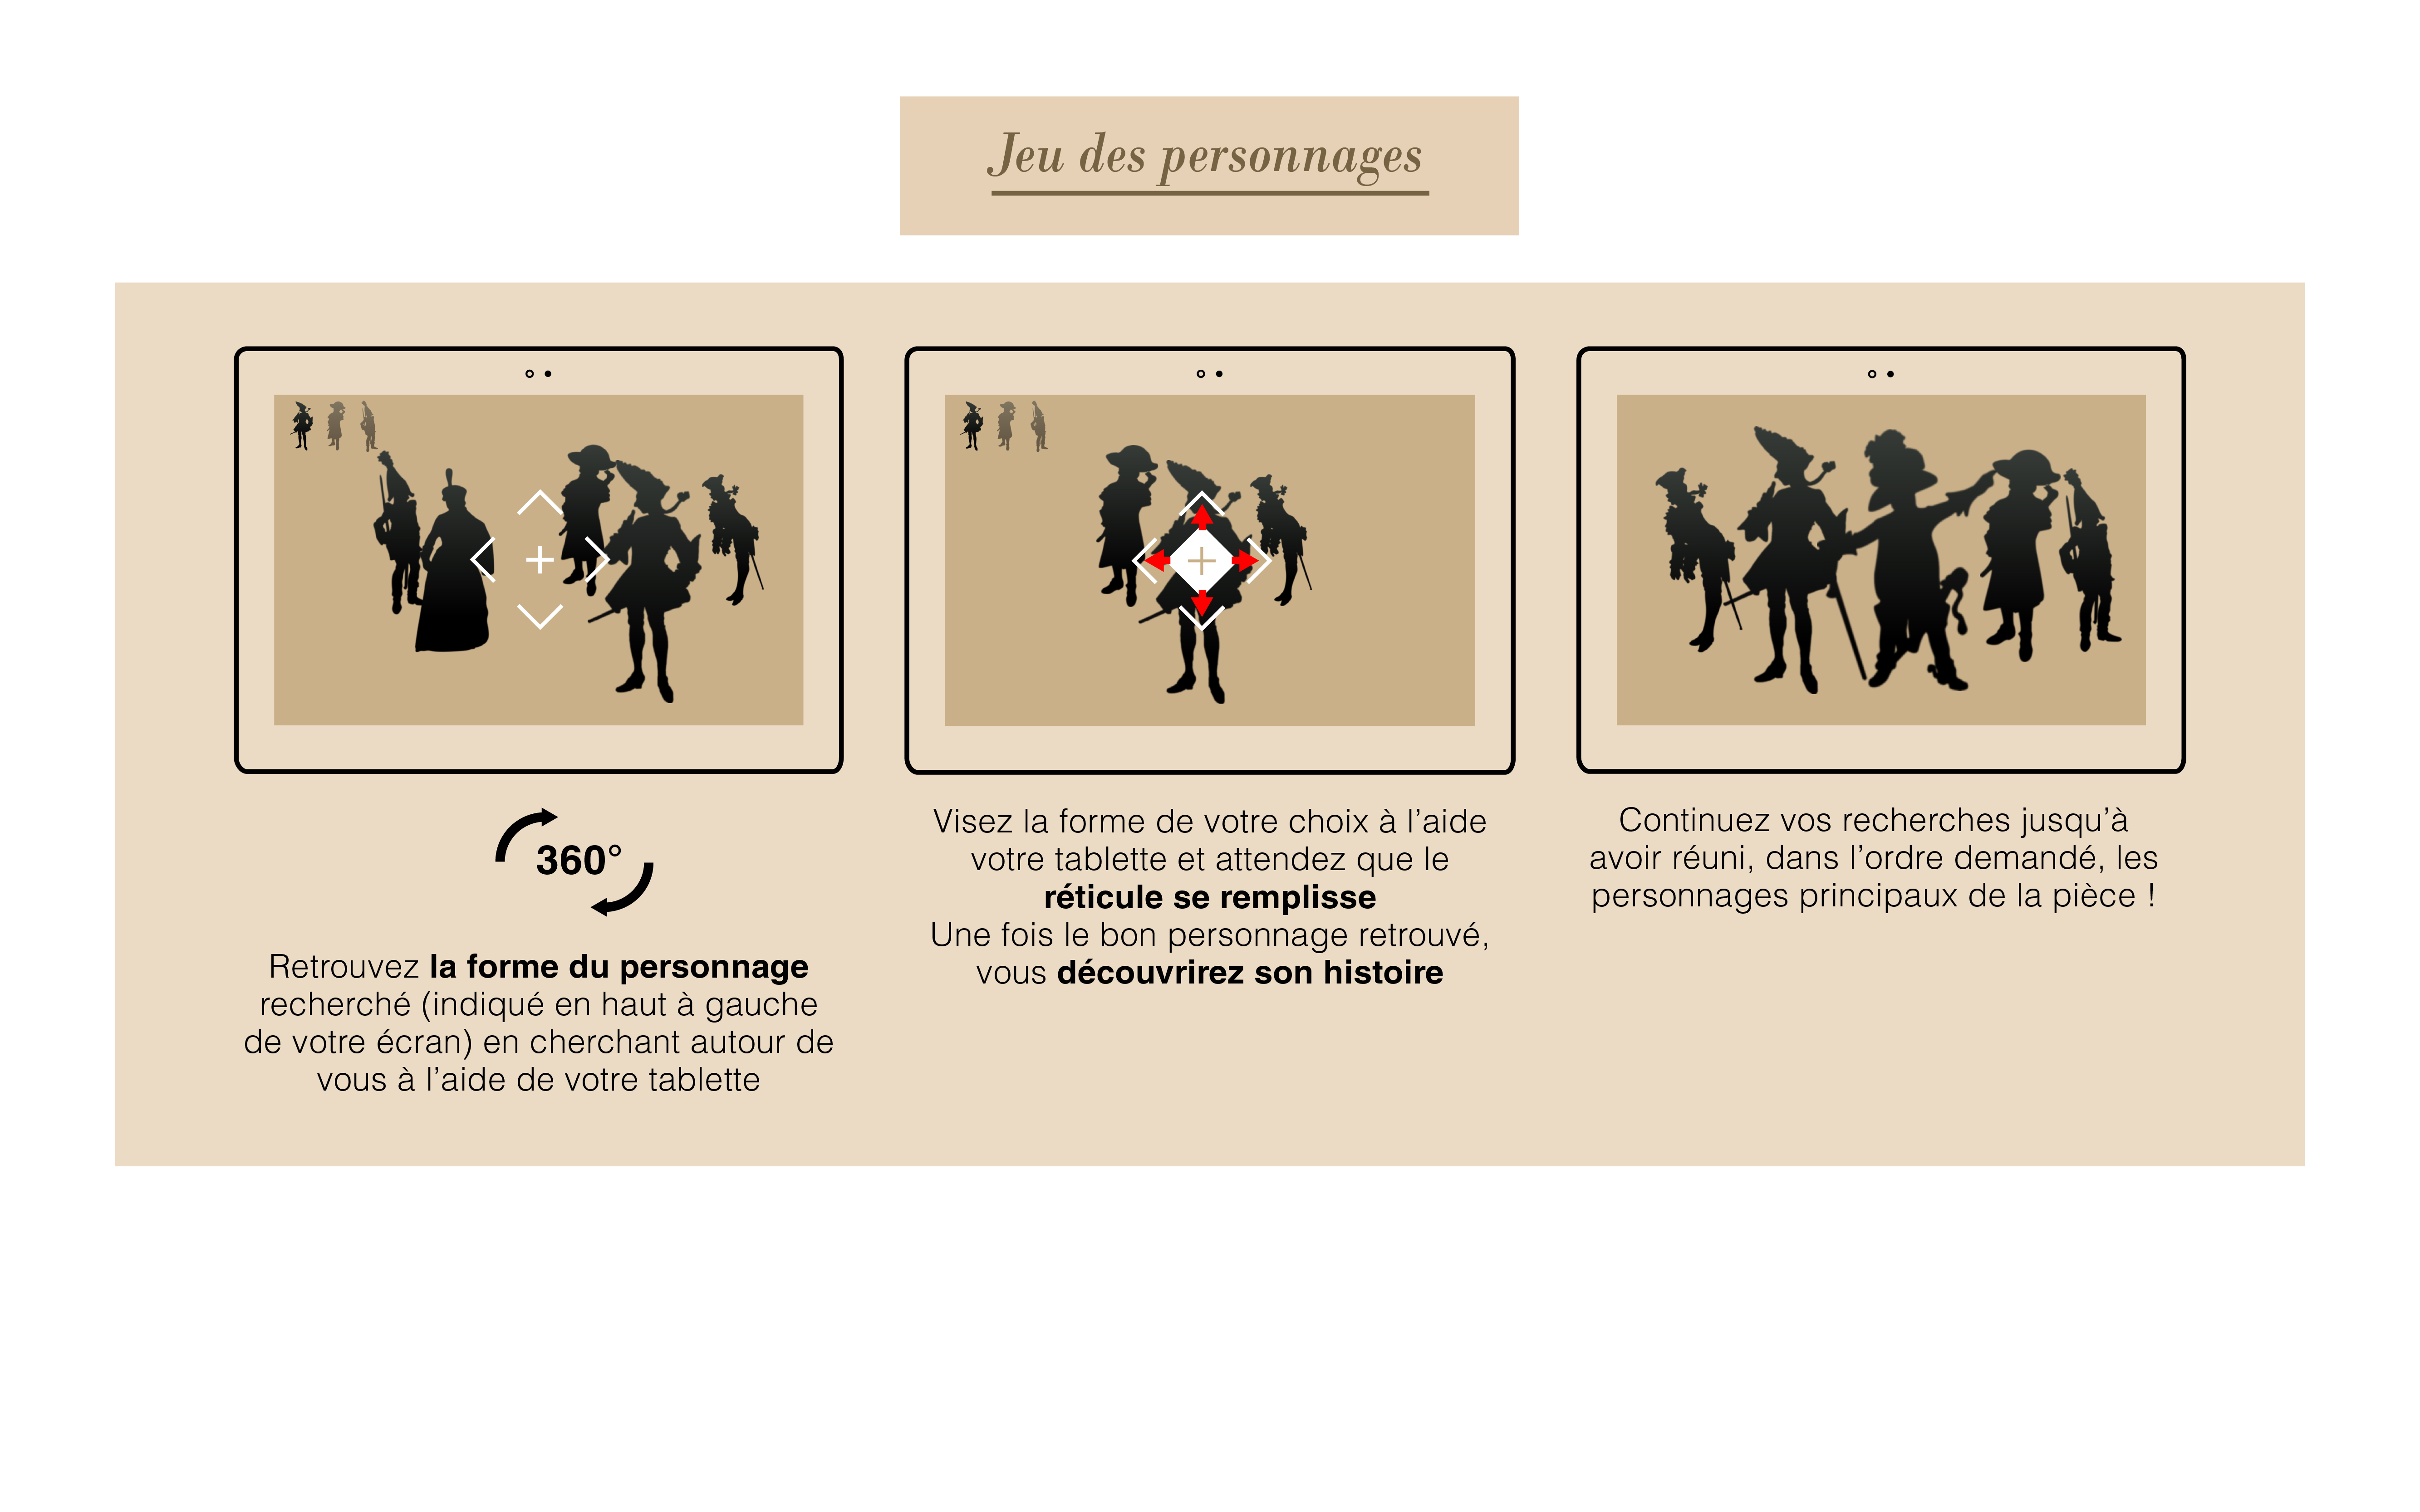 Jeu des personnages
360°
Retrouvez la forme du personnage
recherché (indiqué en haut à gauche
de votre écran) en cherchant autour de
vous à l’aide de votre tablette
Visez la forme de votre choix à l’aide
votre tablette et attendez que le
réticule se remplisse
Une fois le bon personnage retrouvé,
vous découvrirez son histoire
Continuez vos recherches jusqu’à
avoir réuni, dans l’ordre demandé, les
personnages principaux de la pièce !